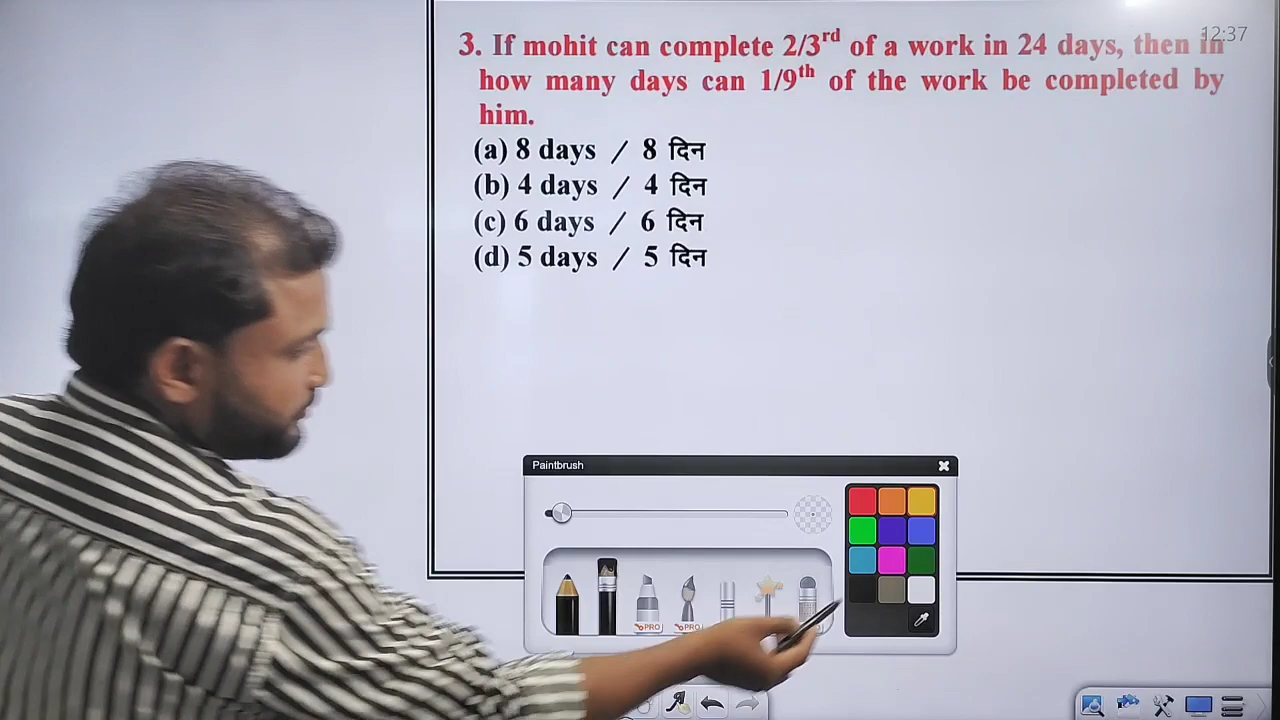 12:37
3. If mohit can complete 2/3rd of a work in 24 days, then in
how many days can 1/9th of the work be completed by
him.
(a) 8 days / 8 दिन
(b) 4 days / 4 दिन
(c) 6 days / 6 दिन
(d) 5 days / 5 दिन
Paintbrush
PRO PRO